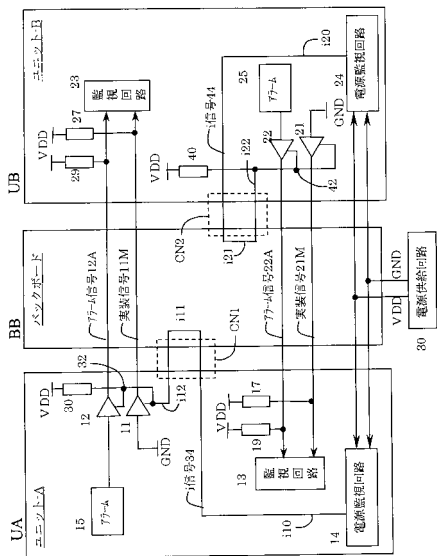 UA
ユニット-A
BB
バックボード
UB
ユニット-B
VDD
30
32
12
11
GND
15
アラーム
i12
i11
アラーム信号12A
実装信号11M
VDD
VDD
29
27
23
監視回路
i信号34
CN1
CN2
i21
VDD
40
i22
i信号44
i20
25
アラーム
22
21
GND
42
アラーム信号22A
実装信号21M
VDD
19
17
13
監視回路
i10
14
電源監視回路
24
電源監視回路
VDD
GND
30
電源供給回路